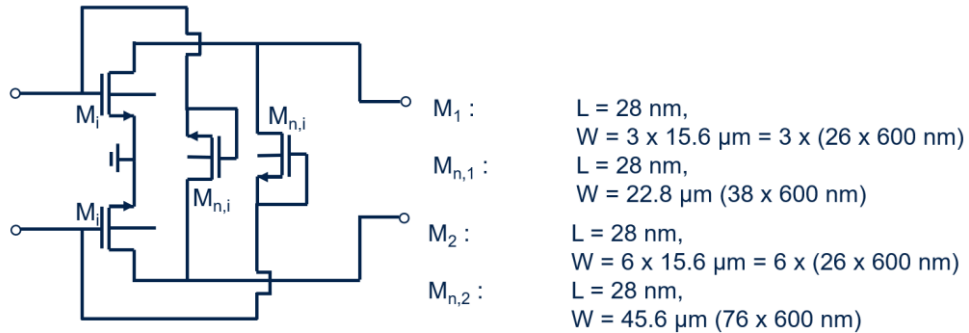 M₁ : L = 28 nm,
W = 3 x 15.6 µm = 3 x (26 x 600 nm)
Mₙ,₁ : L = 28 nm,
W = 22.8 µm (38 x 600 nm)
M₂ : L = 28 nm,
W = 6 x 15.6 µm = 6 x (26 x 600 nm)
Mₙ,₂ : L = 28 nm,
W = 45.6 µm (76 x 600 nm)
Mᵢ
Mₙ,ᵢ
Mₙ,ᵢ
Mᵢ